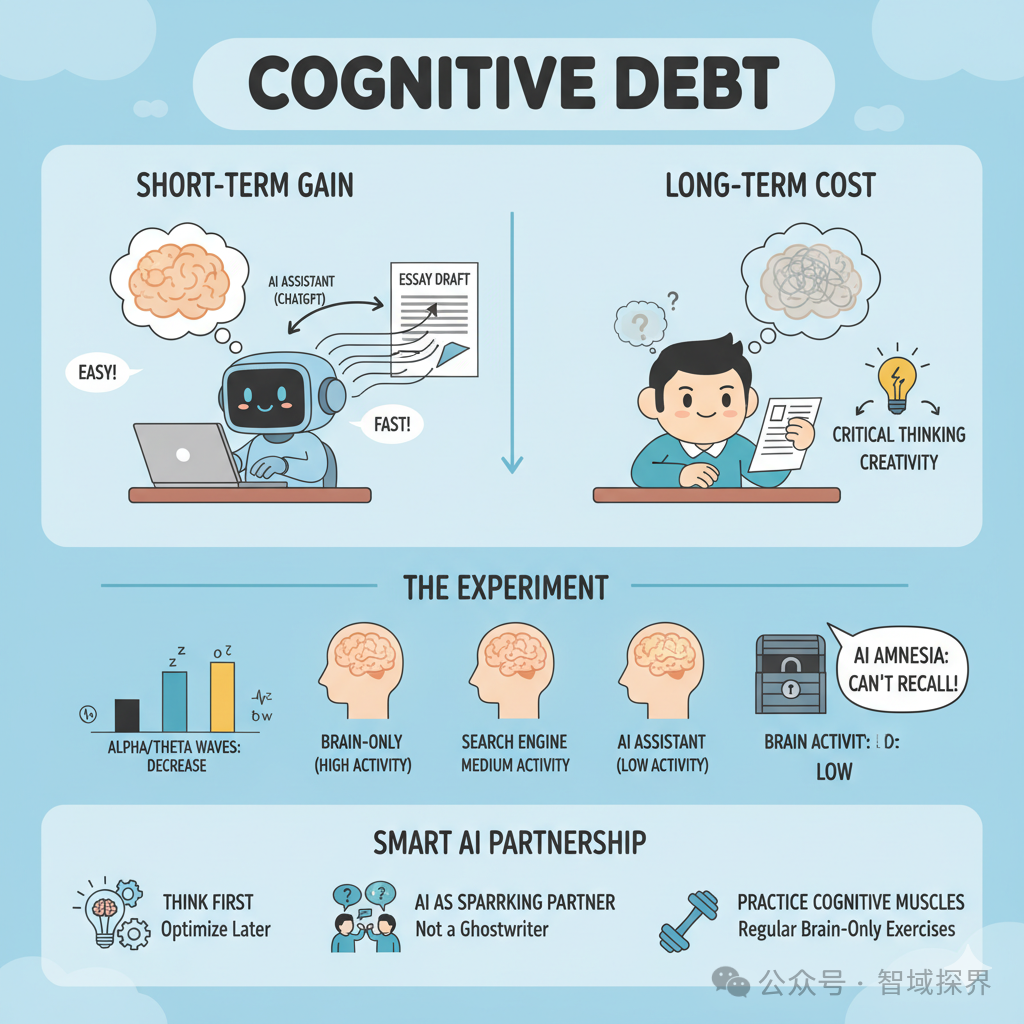 COGNITIVE DEBT
SHORT-TERM GAIN
AI ASSISTANT
(CHATGPT)
ESSAY DRAFT
EASY!
FAST!
LONG-TERM COST
?
?
CRITICAL THINKING
CREATIVITY
THE EXPERIMENT
z
z
ALPHA/THETA WAVES:
DECREASE
BRAIN-ONLY
(HIGH ACTIVITY)
SEARCH ENGINE
MEDIUM ACTIVITY
AI ASSISTANT
(LOW ACTIVITY)
AI AMNESIA:
CAN'T RECALL!
BRAIN
LOW
SMART AI PARTNERSHIP
THINK FIRST
Optimize Later
? ?
AI AS SPARRKING PARTNER
Not a Ghostwriter
PRACTICE COGNITIVE MUSCLES
Regular Brain-Only Exercises
公众号 · 智域探界